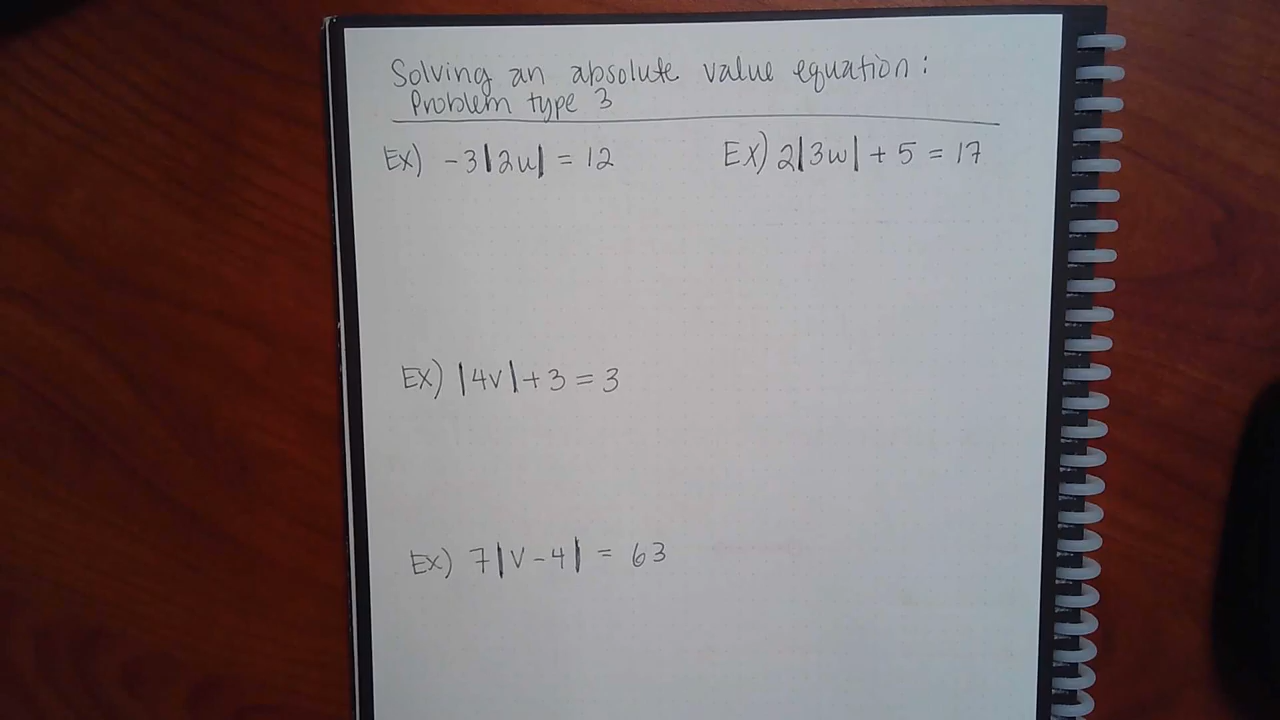 Solving an absolute value equation:
Problem type 3
Ex) -3|2u| = 12
Ex) 2|3w| + 5 = 17
Ex) |4v| + 3 = 3
Ex) 7|v - 4| = 63